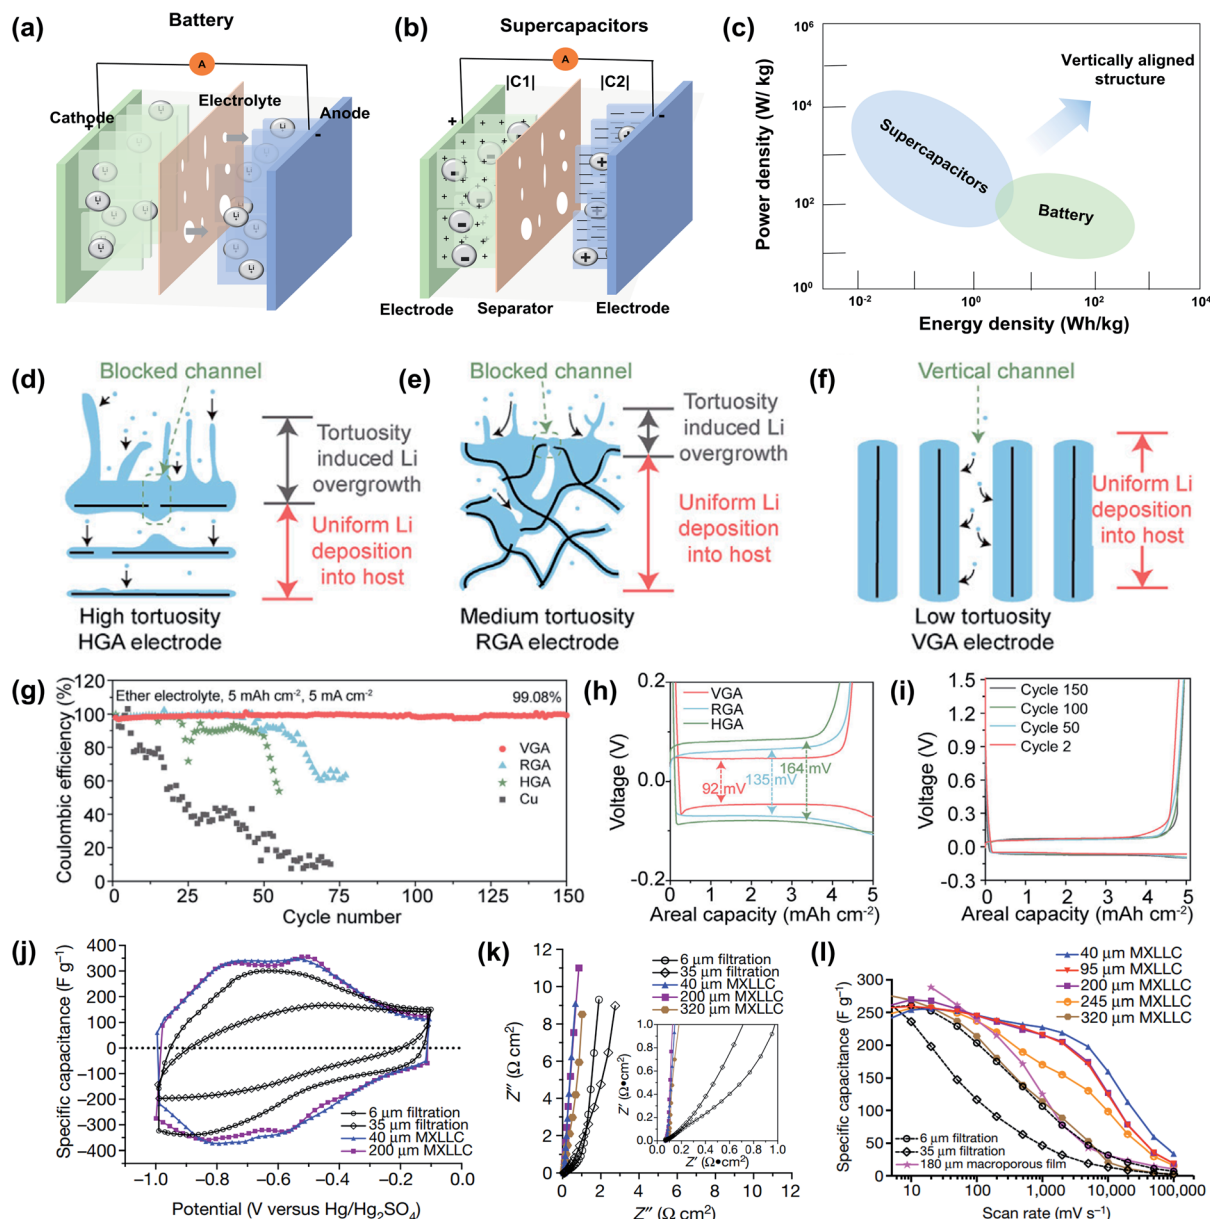 (a)
Battery
A
Electrolyte
Cathode
Anode
+
-
Li
(b)
Supercapacitors
A
|C1|
|C2|
+
-
Electrode
Separator
Electrode
(c)
Power density (W/ kg)
10⁶
10⁴
10²
10⁰
Vertically aligned
structure
Supercapacitors
Battery
10⁻²
10⁰
10²
10⁴
Energy density (Wh/kg)
(d)
Blocked channel
Tortuosity
induced Li
overgrowth
Uniform Li
deposition
into host
High tortuosity
HGA electrode
(e)
Blocked channel
Tortuosity
induced Li
overgrowth
Uniform Li
deposition
into host
Medium tortuosity
RGA electrode
(f)
Vertical channel
Uniform Li
deposition
into host
Low tortuosity
VGA electrode
(g)
Coulombic efficiency (%)
120
100
80
60
40
20
0
Ether electrolyte, 5 mAh cm⁻², 5 mA cm⁻²
99.08%
VGA
RGA
HGA
Cu
0 25 50 75 100 125 150
Cycle number
(h)
Voltage (V)
0.2
0.0
-0.2
VGA
RGA
HGA
92 mV
135 mV
164 mV
0 1 2 3 4 5
Areal capacity (mAh cm⁻²)
(i)
Voltage (V)
1.5
1.2
0.9
0.6
0.3
0.0
-0.3
Cycle 150
Cycle 100
Cycle 50
Cycle 2
0 1 2 3 4 5
Areal capacity (mAh cm⁻²)
(j)
Specific capacitance (F g⁻¹)
400
300
200
100
0
−100
−200
−300
−400
6 μm filtration
35 μm filtration
40 μm MXLLC
200 μm MXLLC
−1.0 −0.8 −0.6 −0.4 −0.2 0.0
Potential (V versus Hg/Hg₂SO₄)
(k)
Z″ (Ω cm²)
12
10
8
6
4
2
0
6 μm filtration
35 μm filtration
40 μm MXLLC
200 μm MXLLC
320 μm MXLLC
Z′ (Ω•cm²)
1.0
0.8
0.6
0.4
0.2
0.0
0.2 0.4 0.6 0.8 1.0
Z′ (Ω•cm²)
0 2 4 6 8 10 12
Z″ (Ω cm²)
(l)
Specific capacitance (F g⁻¹)
300
250
200
150
100
50
0
40 μm MXLLC
95 μm MXLLC
200 μm MXLLC
245 μm MXLLC
320 μm MXLLC
6 μm filtration
35 μm filtration
180 μm macroporous film
10 100 1,000 10,000 100,000
Scan rate (mV s⁻¹)